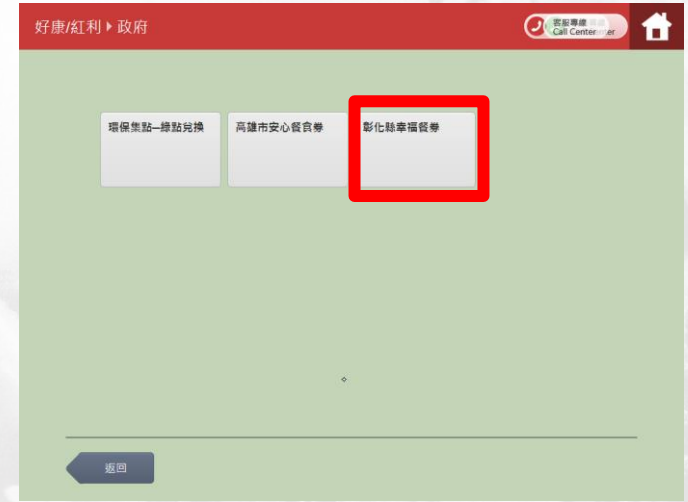 好康/紅利 ▸ 政府
客服專線
Call Center
環保集點–綠點兌換
高雄市安心餐食券
彰化縣幸福餐券
返回